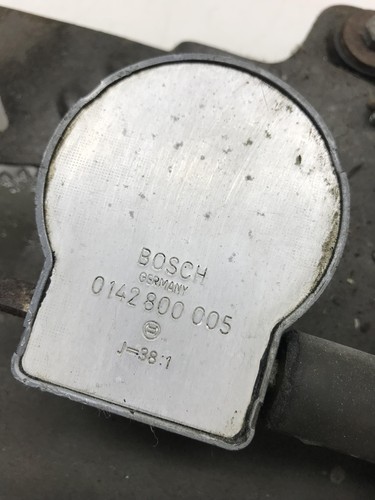 BOSCH
GERMANY
0142 800 005
J=38:1